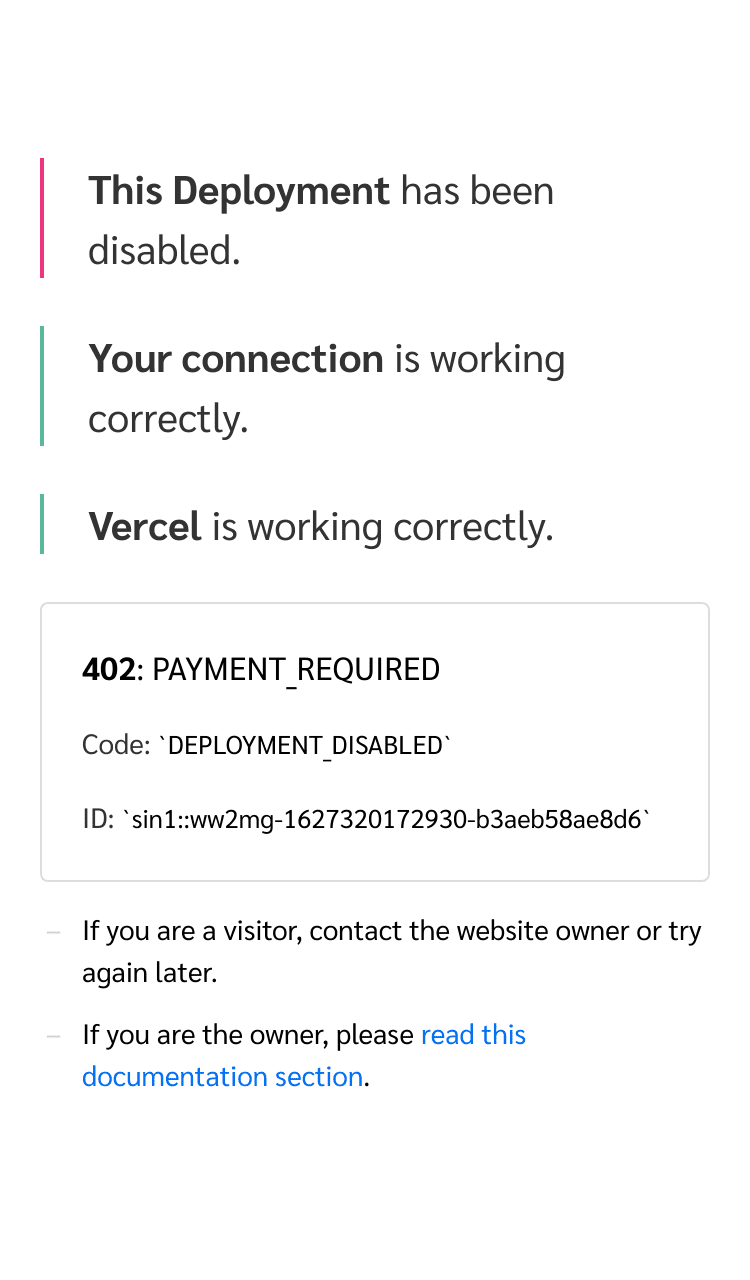 This Deployment has been
disabled.
Your connection is working
correctly.
Vercel is working correctly.
402: PAYMENT_REQUIRED
Code: `DEPLOYMENT_DISABLED`
ID: `sin1::ww2mg-1627320172930-b3aeb58ae8d6`
– If you are a visitor, contact the website owner or try
again later.
– If you are the owner, please read this
documentation section.